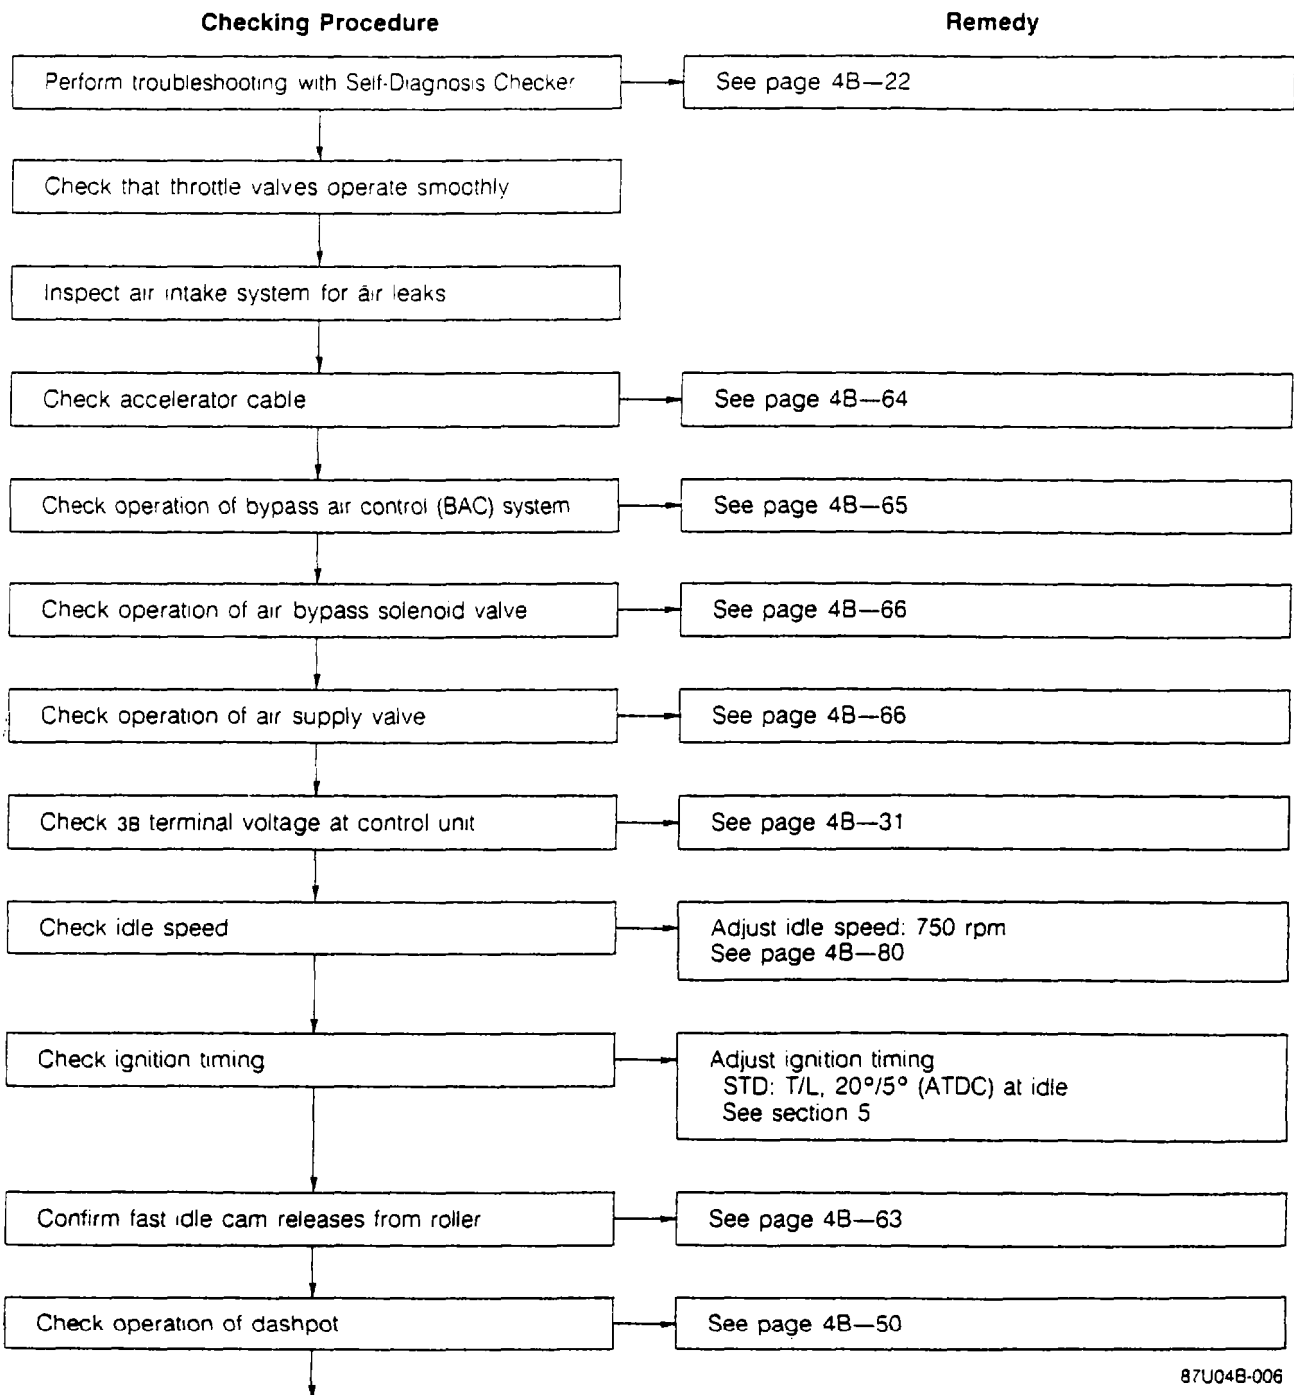 Checking Procedure
Remedy
Perform troubleshooting with Self-Diagnosis Checker
See page 4B—22
Check that throttle valves operate smoothly
Inspect air intake system for air leaks
Check accelerator cable
See page 4B—64
Check operation of bypass air control (BAC) system
See page 4B—65
Check operation of air bypass solenoid valve
See page 4B—66
Check operation of air supply valve
See page 4B—66
Check 3B terminal voltage at control unit
See page 4B—31
Check idle speed
Adjust idle speed: 750 rpm
See page 4B—80
Check ignition timing
Adjust ignition timing
STD: T/L, 20°/5° (ATDC) at idle
See section 5
Confirm fast idle cam releases from roller
See page 4B—63
Check operation of dashpot
See page 4B—50
87U04B-006